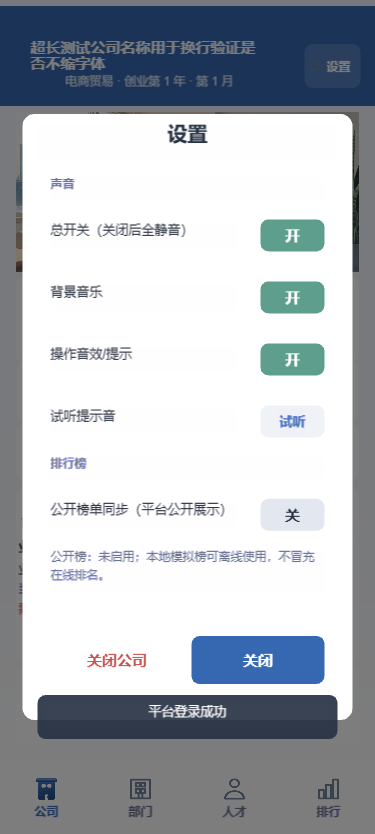 超长测试公司名称用于换行验证是
否不缩字体
电商贸易 · 创业第 1 年 · 第 1 月
设置
设置
声音
总开关（关闭后全静音）
开
背景音乐
开
操作音效/提示
开
试听提示音
试听
排行榜
公开榜单同步（平台公开展示）
关
公开榜：未启用；本地模拟榜可离线使用，不冒充
在线排名。
关闭公司
关闭
平台登录成功
公司
部门
人才
排行